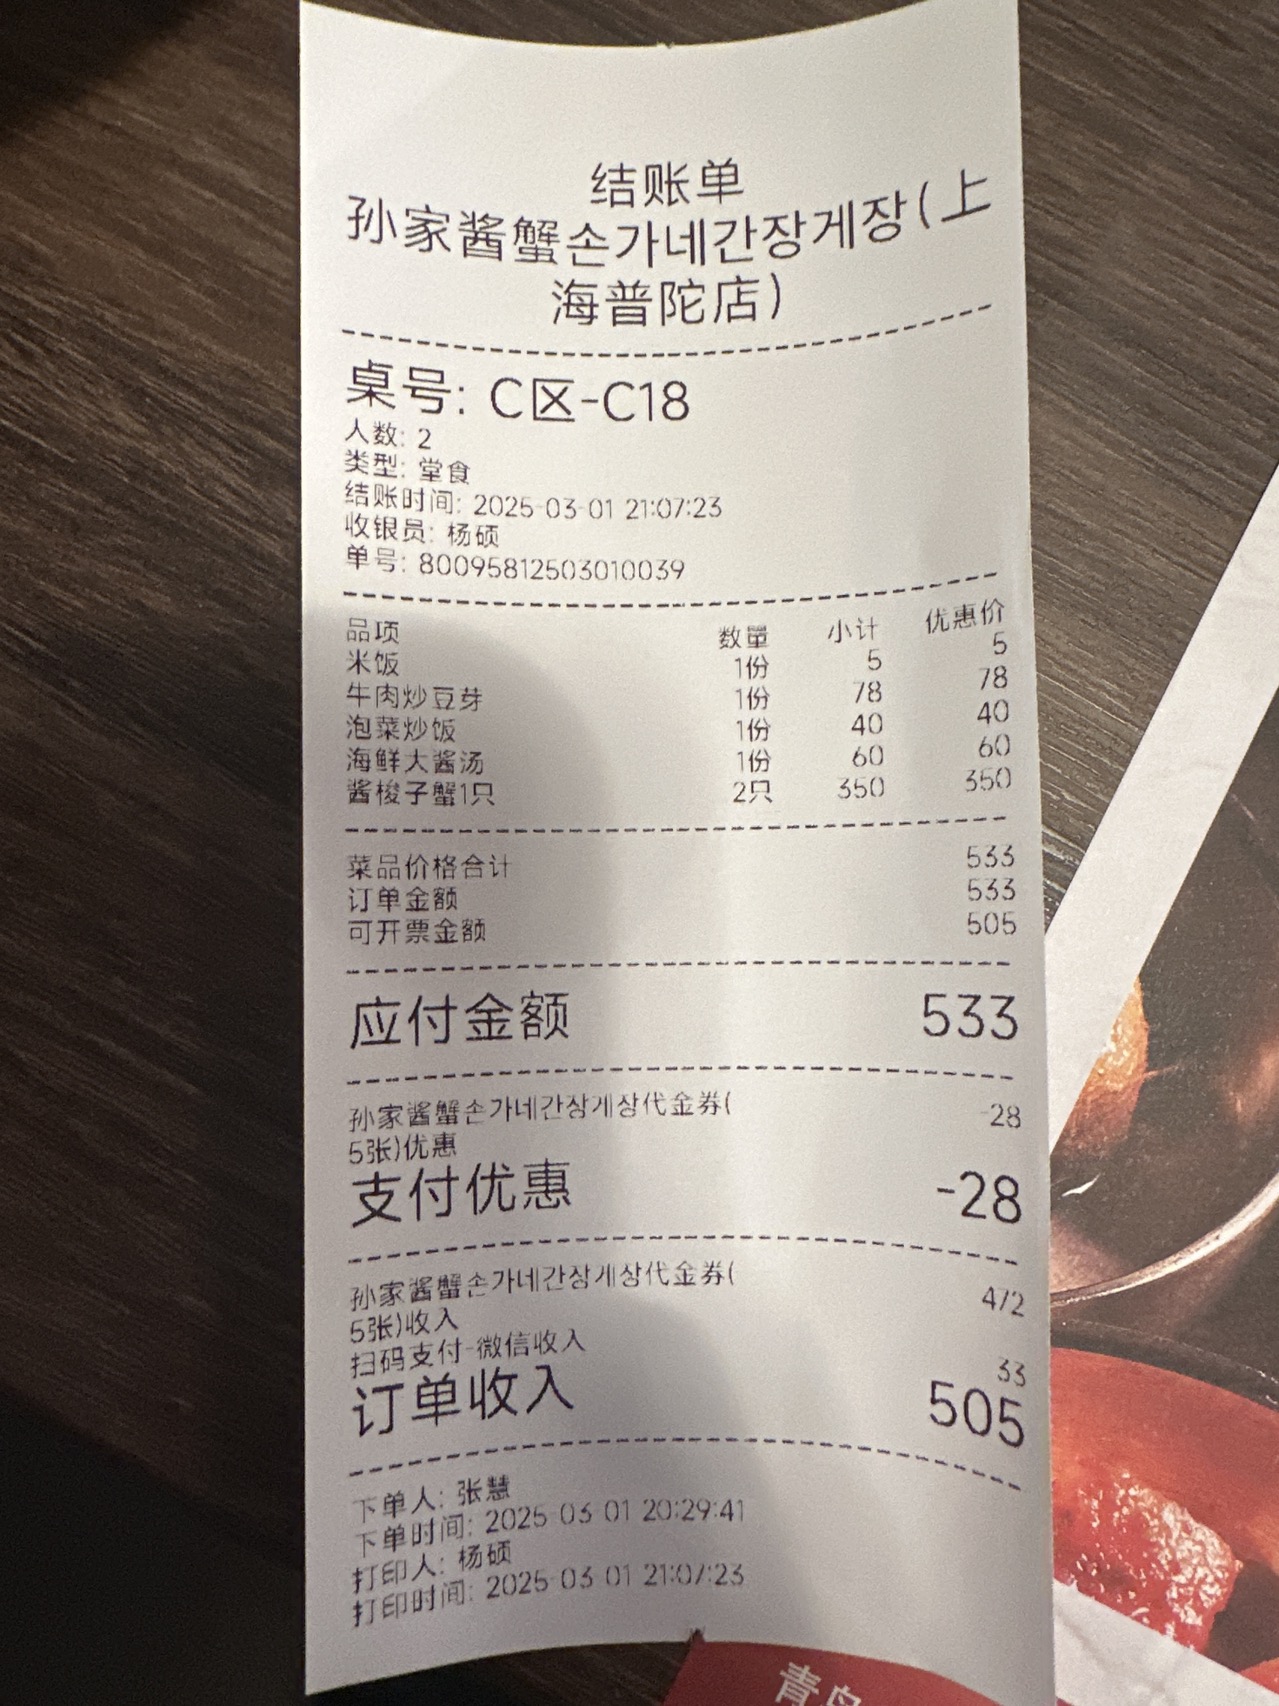 结账单
孙家酱蟹손가네간장게장(上
海普陀店)
桌号: C区-C18
人数: 2
类型: 堂食
结账时间: 2025-03-01 21:07:23
收银员: 杨硕
单号: 80095812503010039
品项 数量 小计 优惠价
米饭 1份 5 5
牛肉炒豆芽 1份 78 78
泡菜炒饭 1份 40 40
海鲜大酱汤 1份 60 60
酱梭子蟹1只 2只 350 350
菜品价格合计 533
订单金额 533
可开票金额 505
应付金额 533
孙家酱蟹손가네간장게장代金券( -28
5张)优惠
支付优惠 -28
孙家酱蟹손가네간장게장代金券( 472
5张)收入
扫码支付-微信收入 33
订单收入 505
下单人: 张慧
下单时间: 2025-03-01 20:29:41
打印人: 杨硕
打印时间: 2025-03-01 21:07:23
青岛